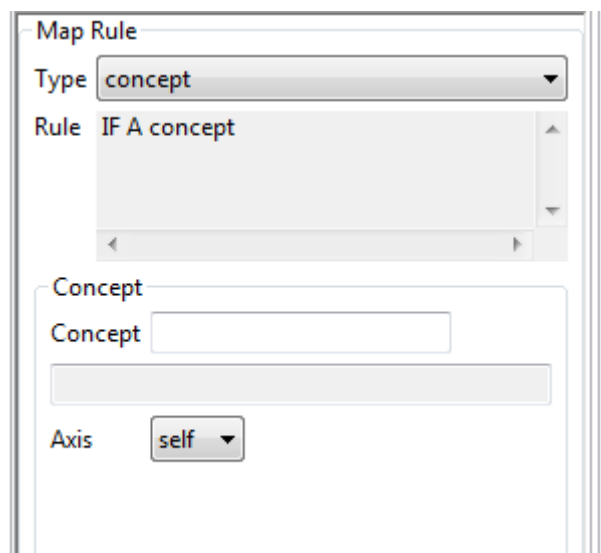 Map Rule
Type concept
Rule IF A concept
Concept
Concept
Axis self